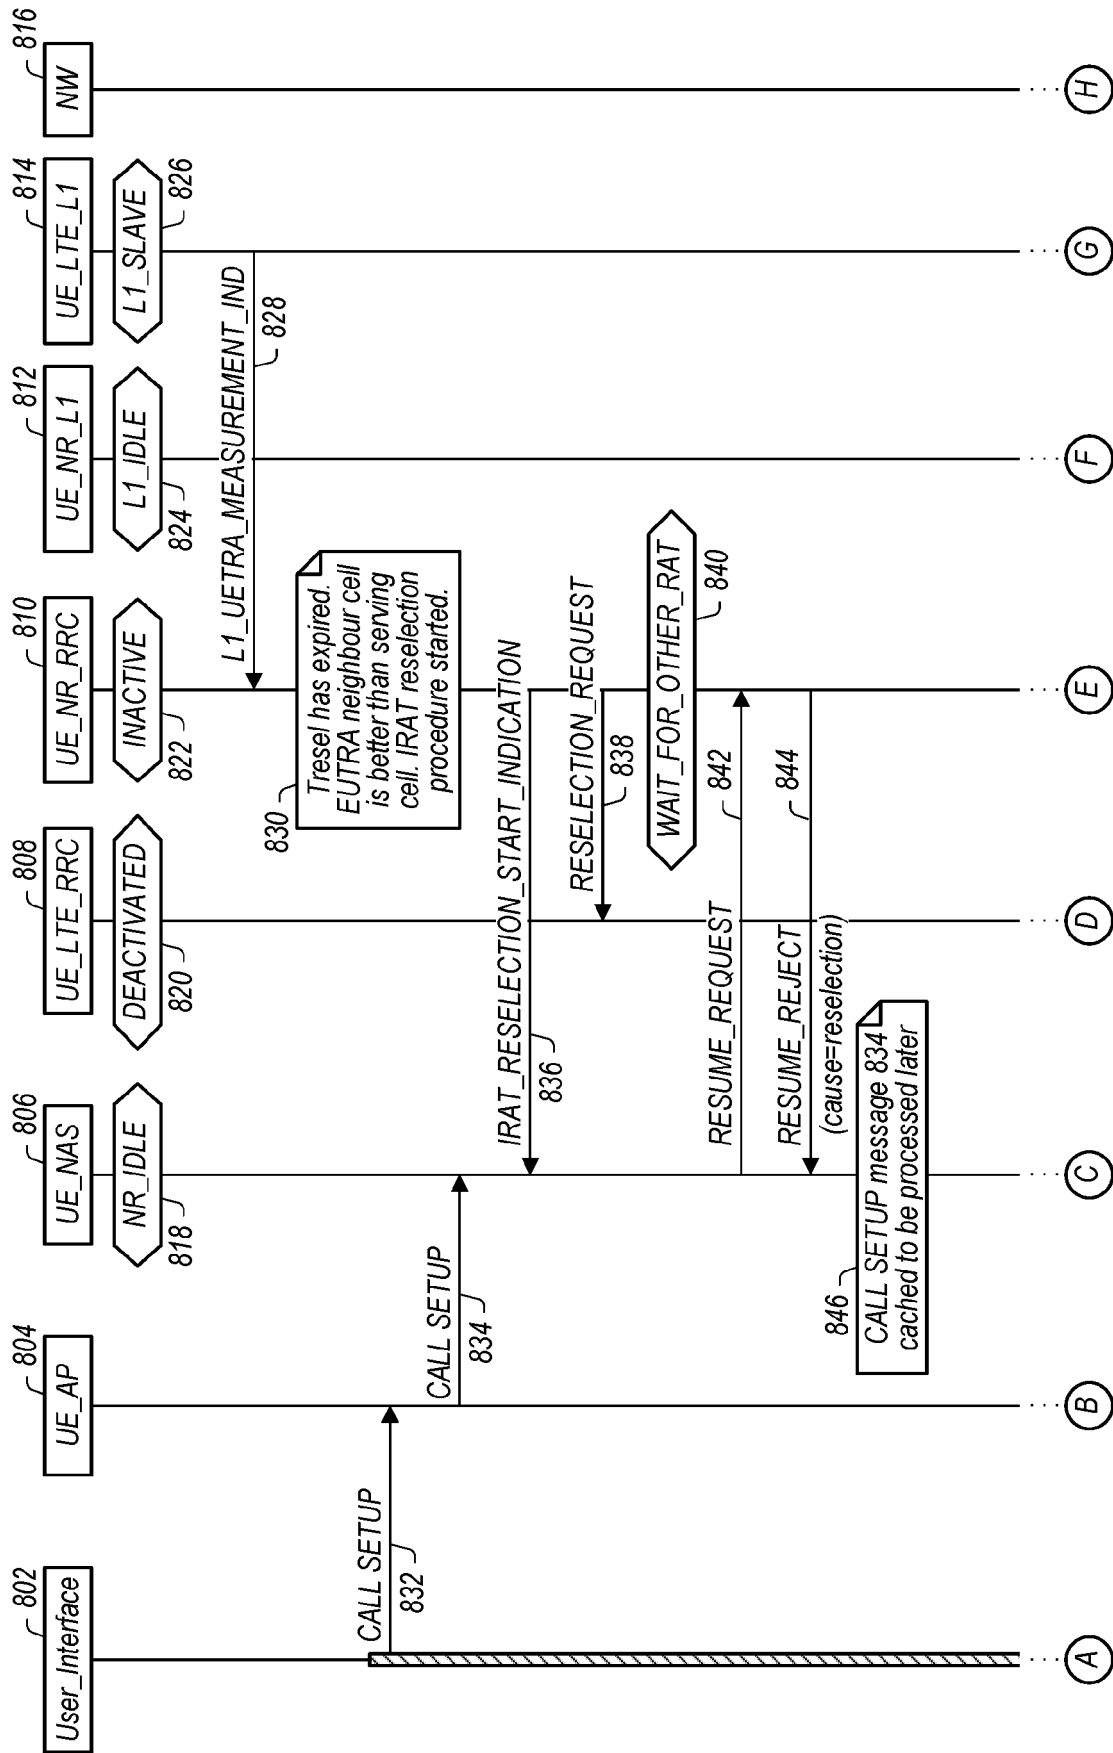 802
User_Interface
804
UE_AP
806
UE_NAS
808
UE_LTE_RRC
810
UE_NR_RRC
812
UE_NR_L1
814
UE_LTE_L1
816
NW
NR_IDLE
818
DEACTIVATED
820
INACTIVE
822
L1_IDLE
824
L1_SLAVE
826
L1_UETRA_MEASUREMENT_IND
828
830
Tresel has expired.
EUTRA neighbour cell
is better than serving
cell. IRAT reselection
procedure started.
CALL SETUP
832
CALL SETUP
834
IRAT_RESELECTION_START_INDICATION
836
RESELECTION_REQUEST
838
WAIT_FOR_OTHER_RAT
840
RESUME_REQUEST
842
RESUME_REJECT
844
(cause=reselection)
846
CALL SETUP message 834
cached to be processed later
A
B
C
D
E
F
G
H